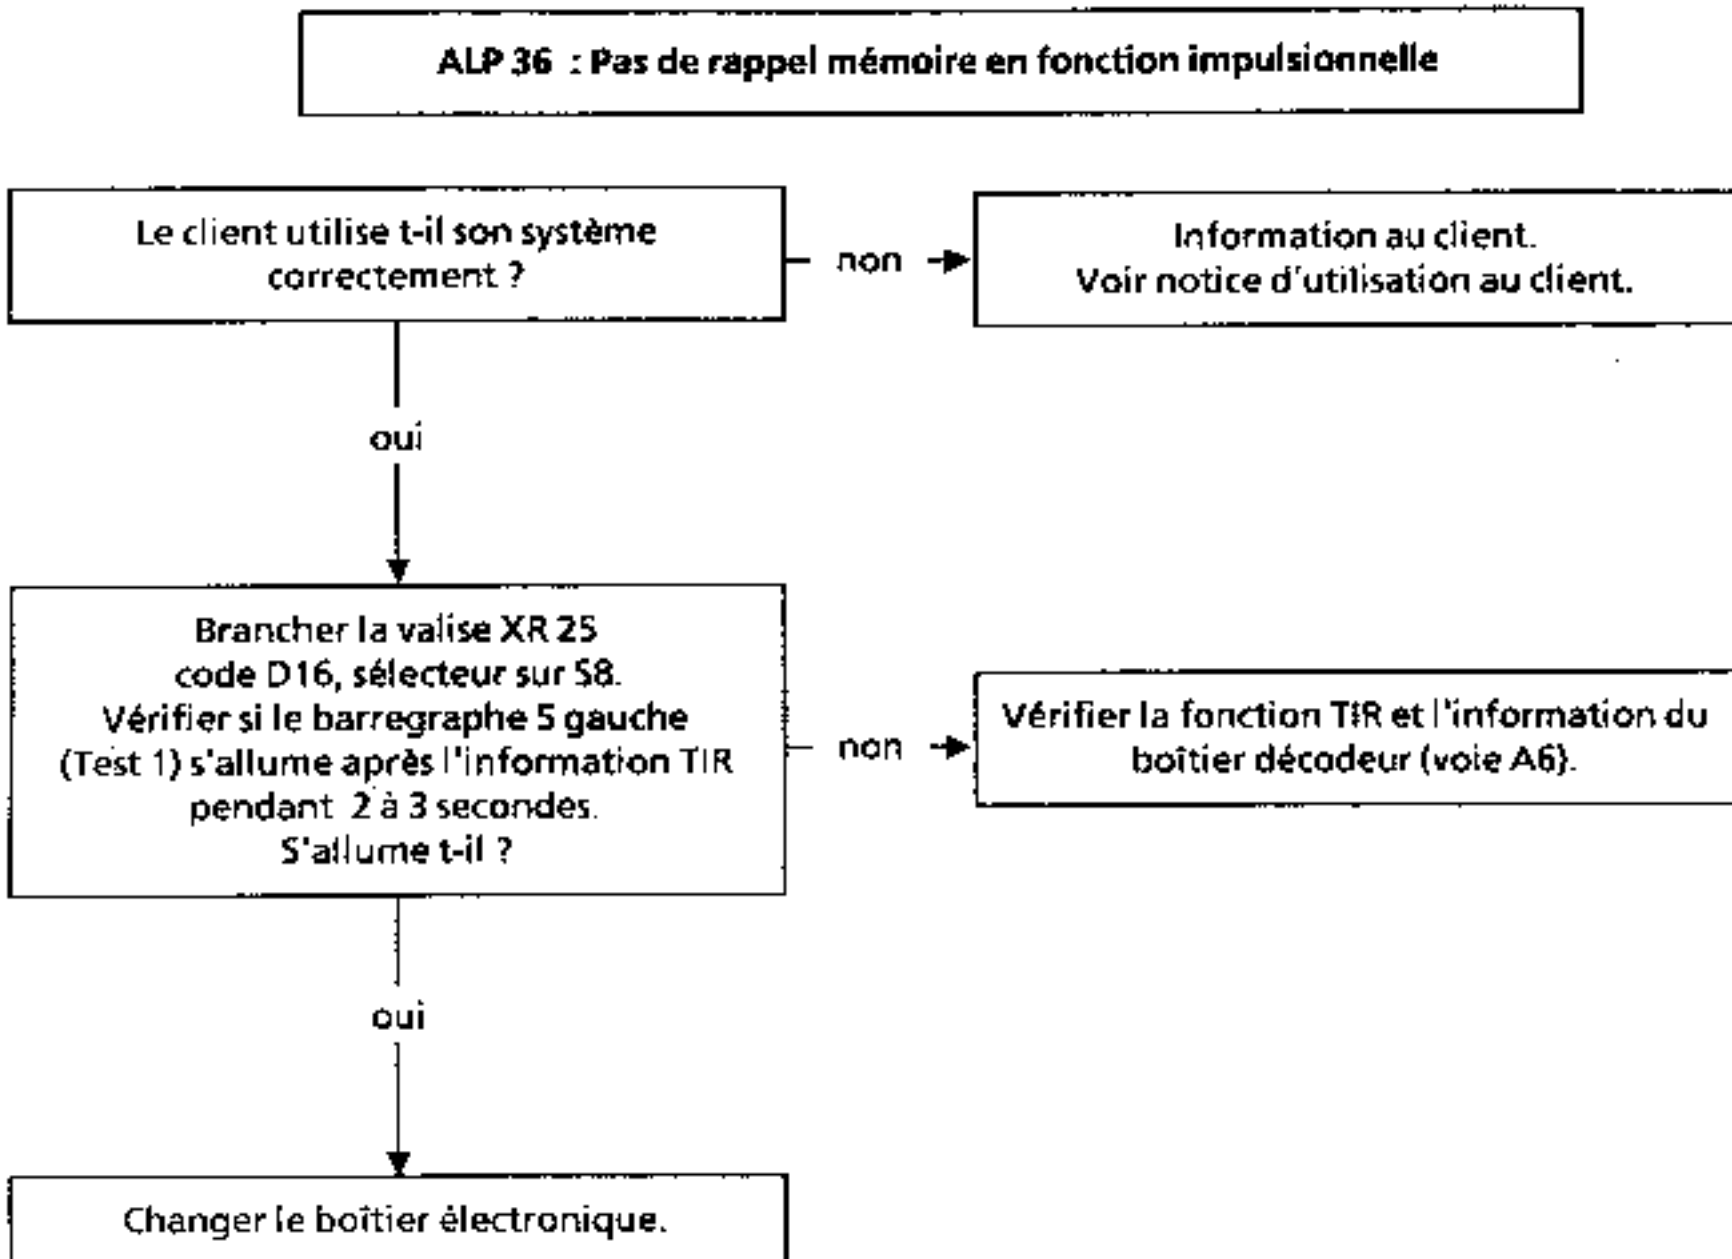 ALP 36 : Pas de rappel mémoire en fonction impulsionnelle
Le client utilise t-il son système
correctement ?
non
Information au client.
Voir notice d'utilisation au client.
oui
Brancher la valise XR 25
code D16, sélecteur sur S8.
Vérifier si le barregraphe 5 gauche
(Test 1) s'allume après l'information TIR
pendant 2 à 3 secondes.
S'allume t-il ?
non
Vérifier la fonction TIR et l'information du
boîtier décodeur (voie A6).
oui
Changer le boîtier électronique.